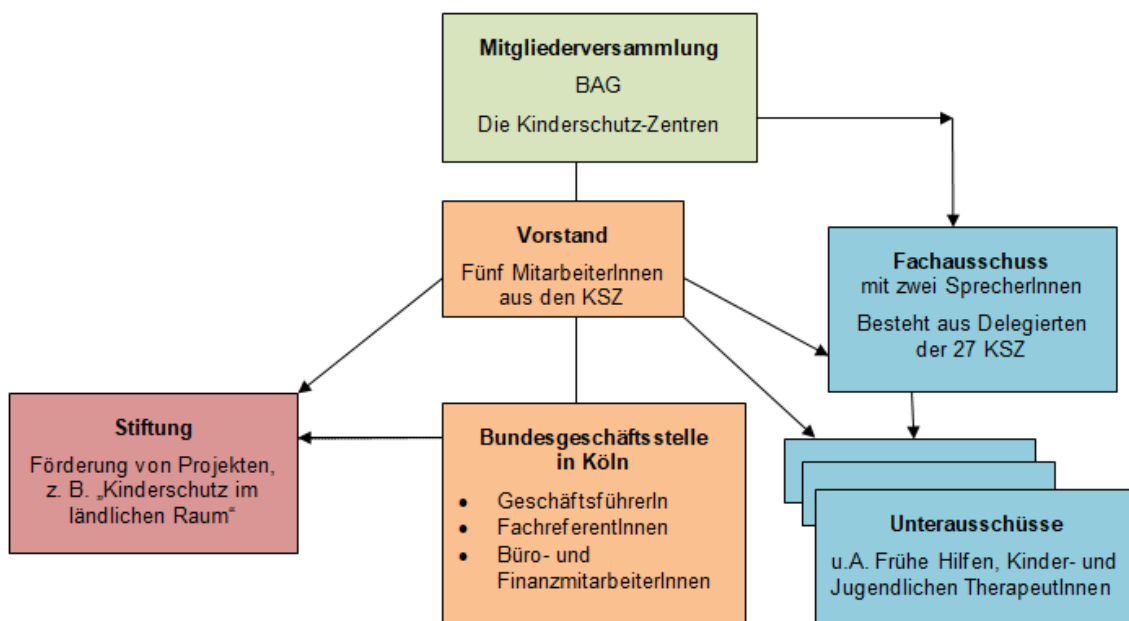 Mitgliederversammlung
BAG
Die Kinderschutz-Zentren
Vorstand
Fünf MitarbeiterInnen
aus den KSZ
Fachausschuss
mit zwei SprecherInnen
Besteht aus Delegierten
der 27 KSZ
Stiftung
Förderung von Projekten,
z. B. „Kinderschutz im
ländlichen Raum“
Bundesgeschäftsstelle
in Köln
• GeschäftsführerIn
• FachreferentInnen
• Büro- und
FinanzmitarbeiterInnen
Unterausschüsse
u.A. Frühe Hilfen, Kinder- und
Jugendlichen TherapeutInnen